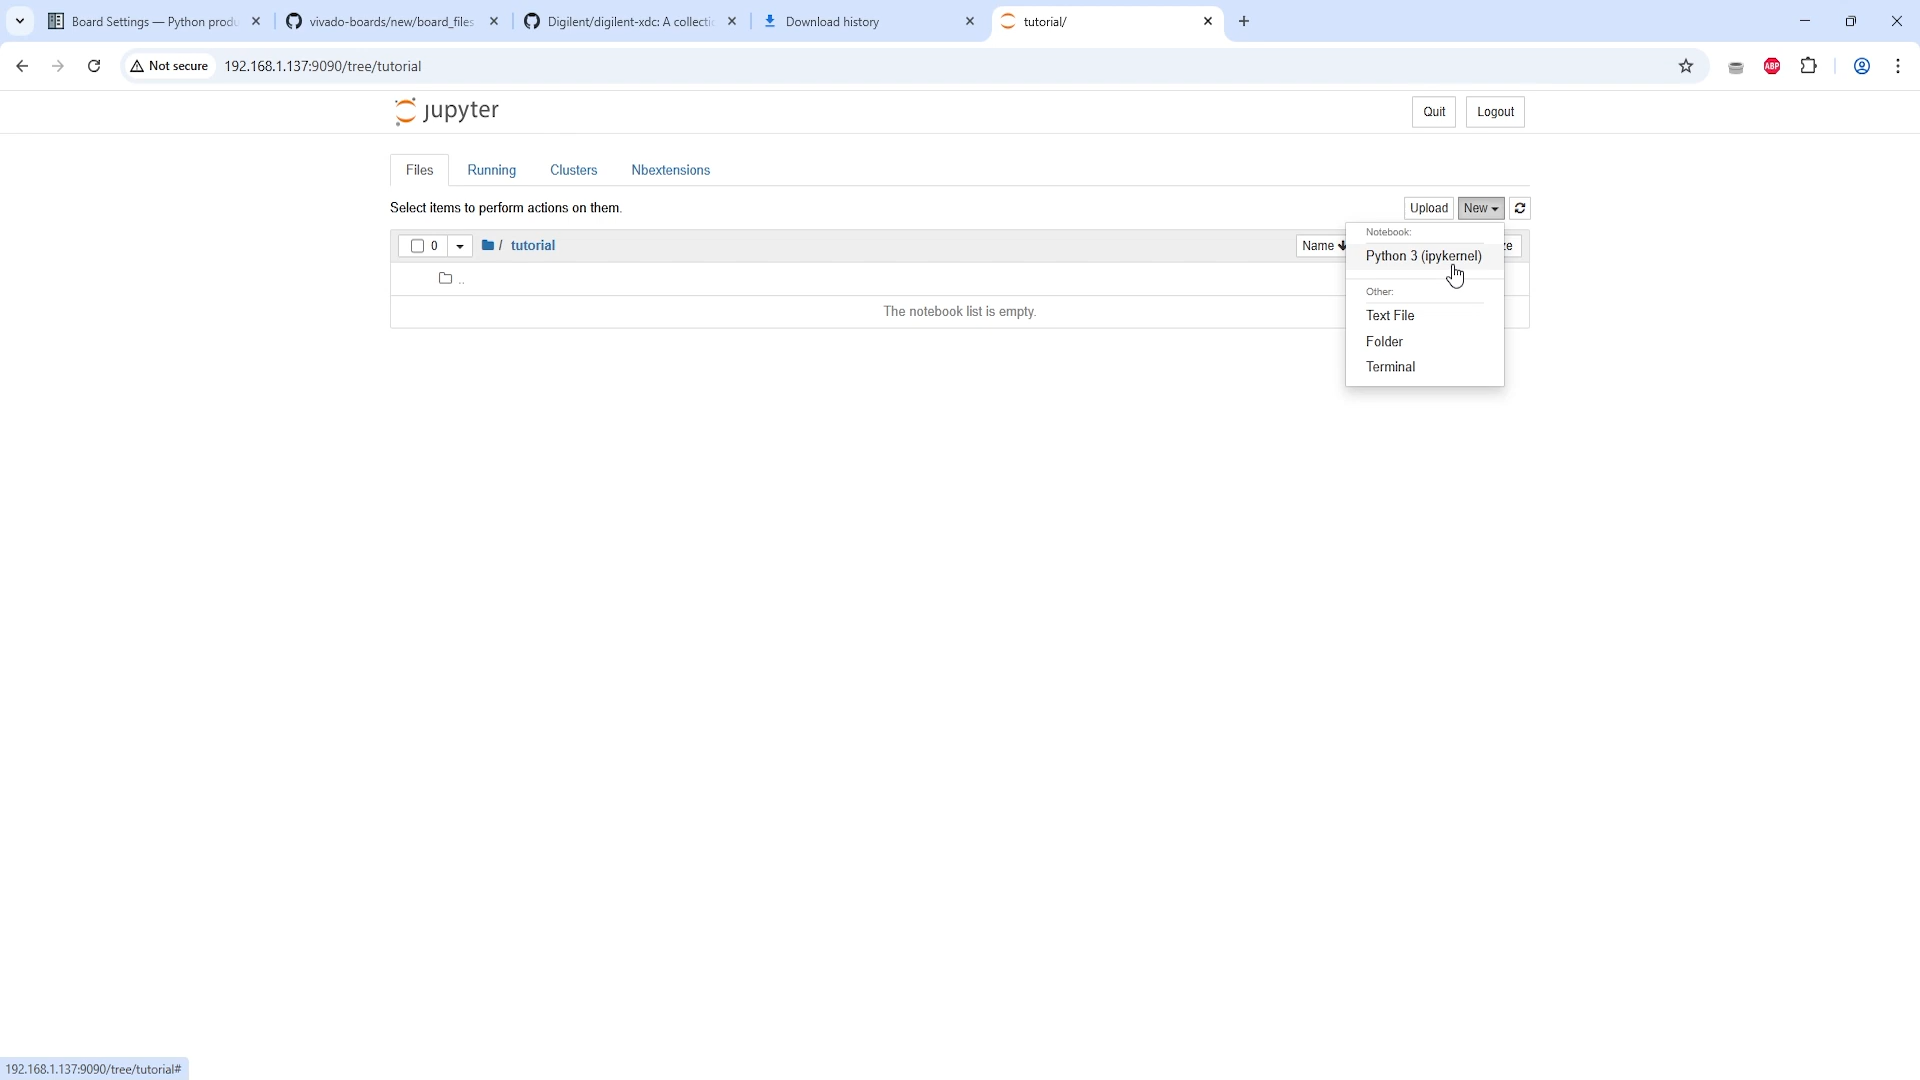 Board Settings — Python produ
vivado-boards/new/board_files
Digilent/digilent-xdc: A collectic
Download history
tutorial/
Not secure
192.168.1.137:9090/tree/tutorial
ABP
jupyter
Quit
Logout
Files
Running
Clusters
Nbextensions
Select items to perform actions on them.
Upload
New
0
/ tutorial
Name
ze
Notebook:
Python 3 (ipykernel)
..
Other:
The notebook list is empty.
Text File
Folder
Terminal
192.168.1.137:9090/tree/tutorial#